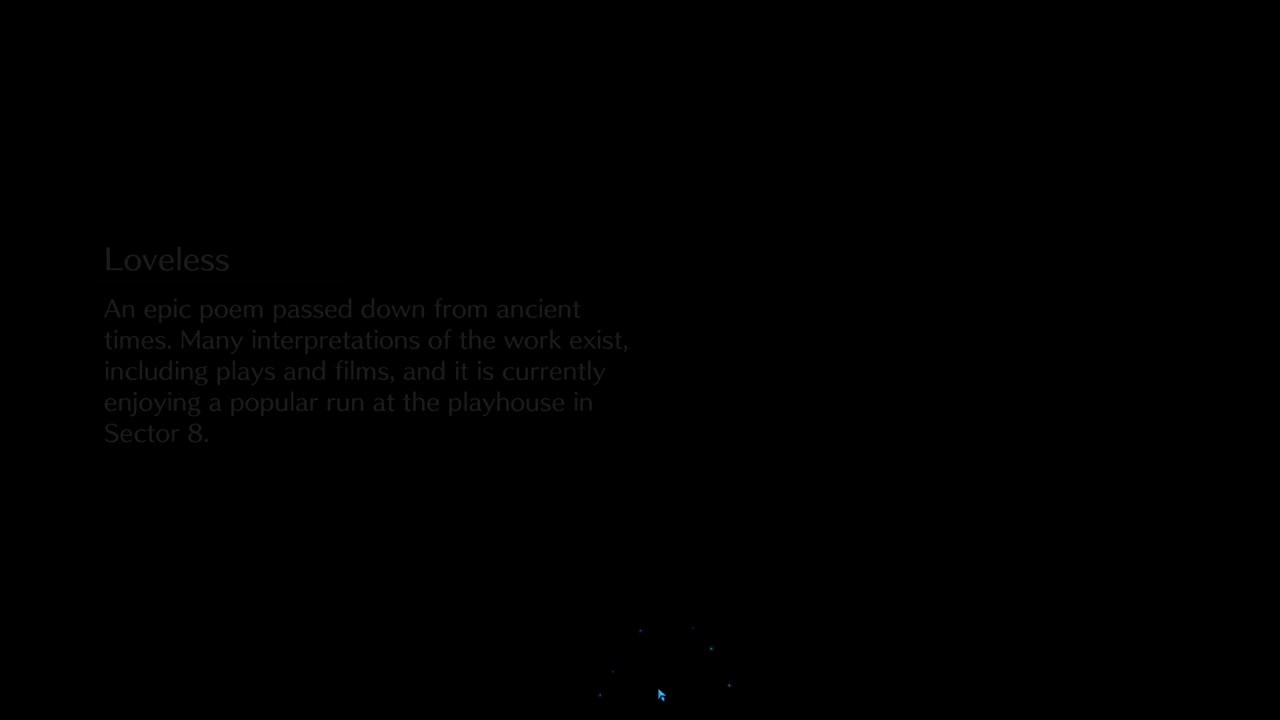 Loveless
An epic poem passed down from ancient
times. Many interpretations of the work exist,
including plays and films, and it is currently
enjoying a popular run at the playhouse in
Sector 8.